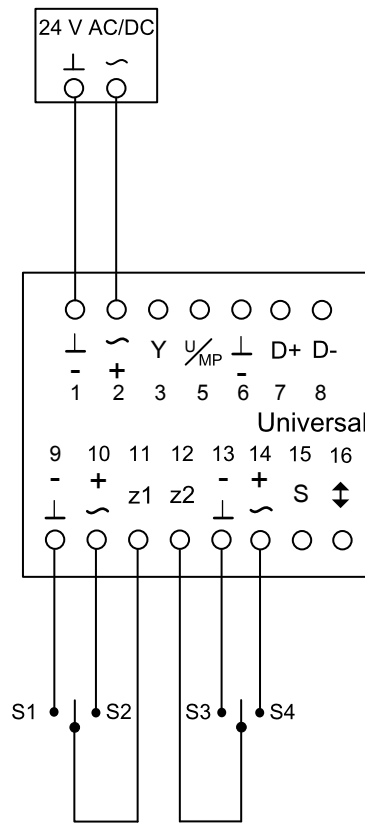 24 V AC/DC
⊥ ~
⊥ ~ Y U/MP ⊥ D+ D-
- + -
1 2 3 5 6 7 8
Universal
9 10 11 12 13 14 15 16
- + z1 z2 - + S ↕
⊥ ~ ⊥ ~
S1 S2 S3 S4